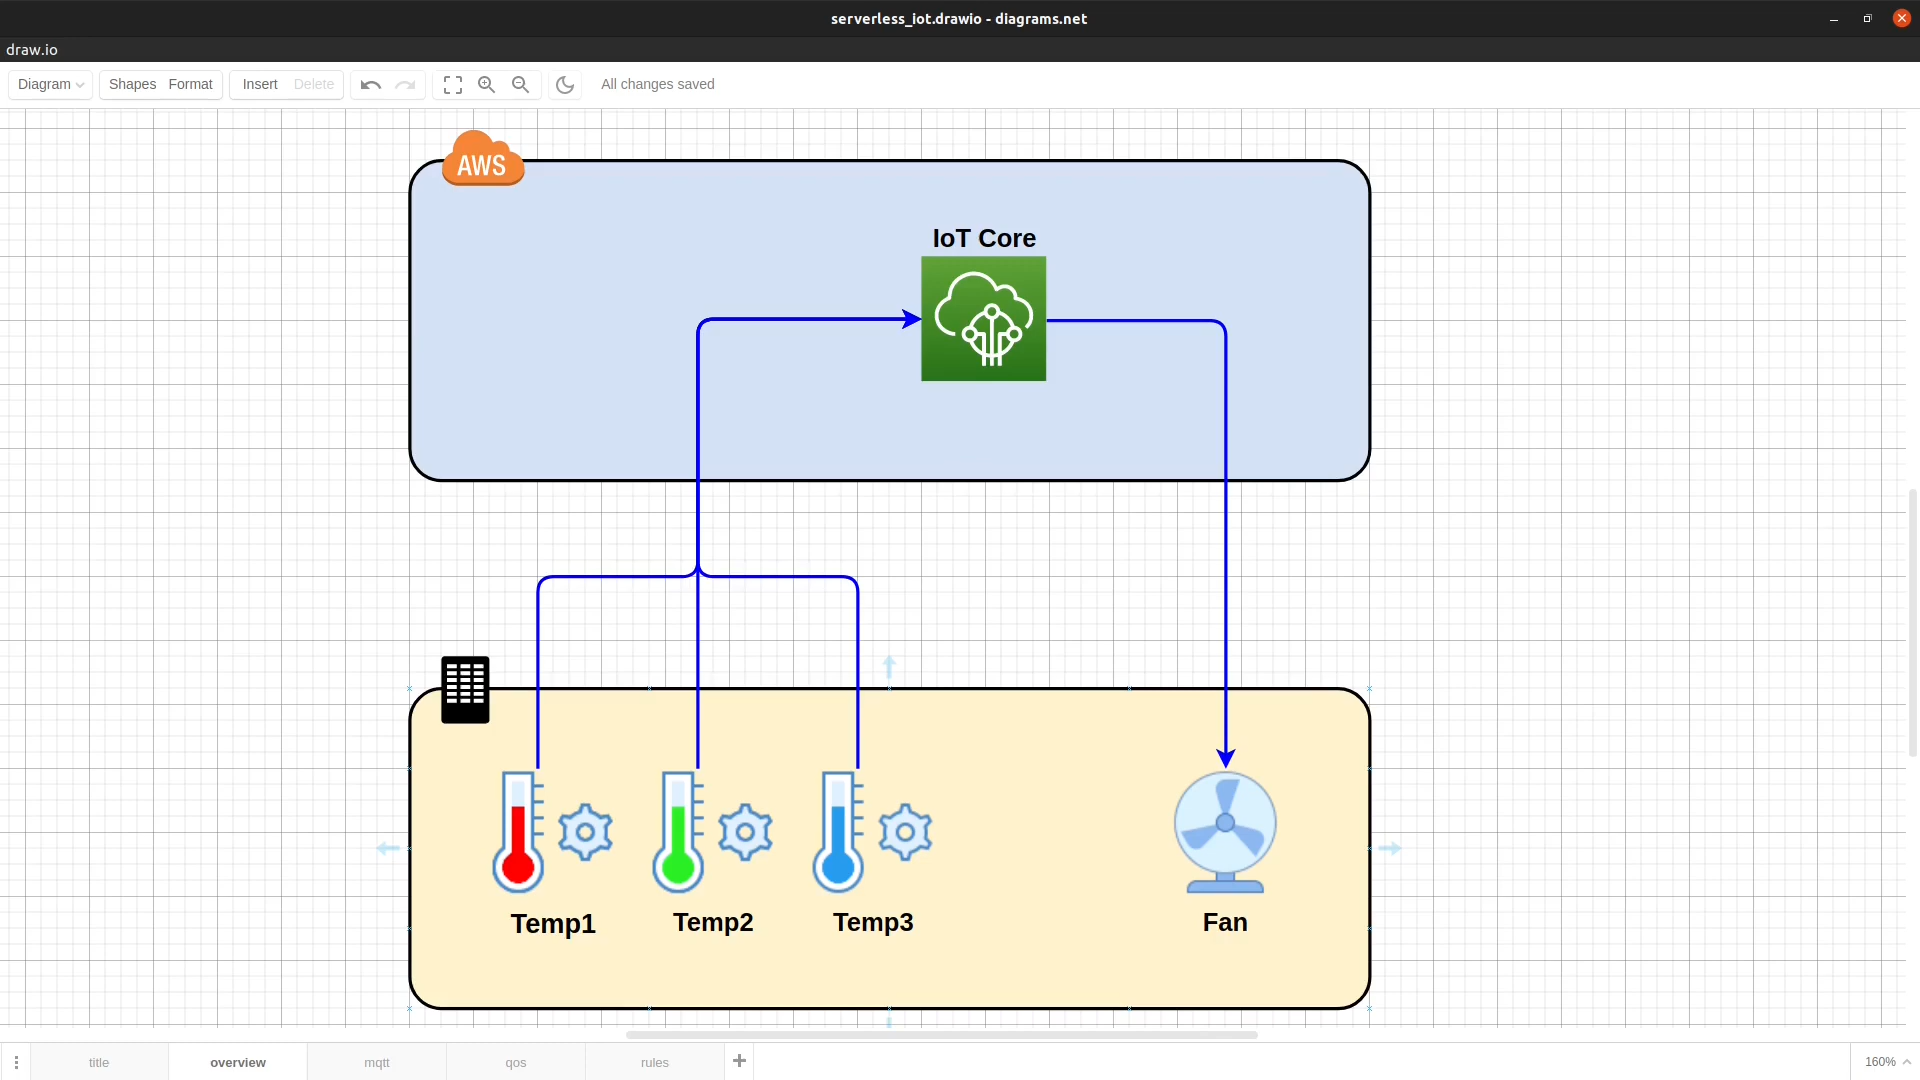 serverless_iot.drawio - diagrams.net
draw.io
Diagram Shapes Format Insert Delete All changes saved
AWS
IoT Core
Temp1 Temp2 Temp3 Fan
title overview mqtt qos rules 160%